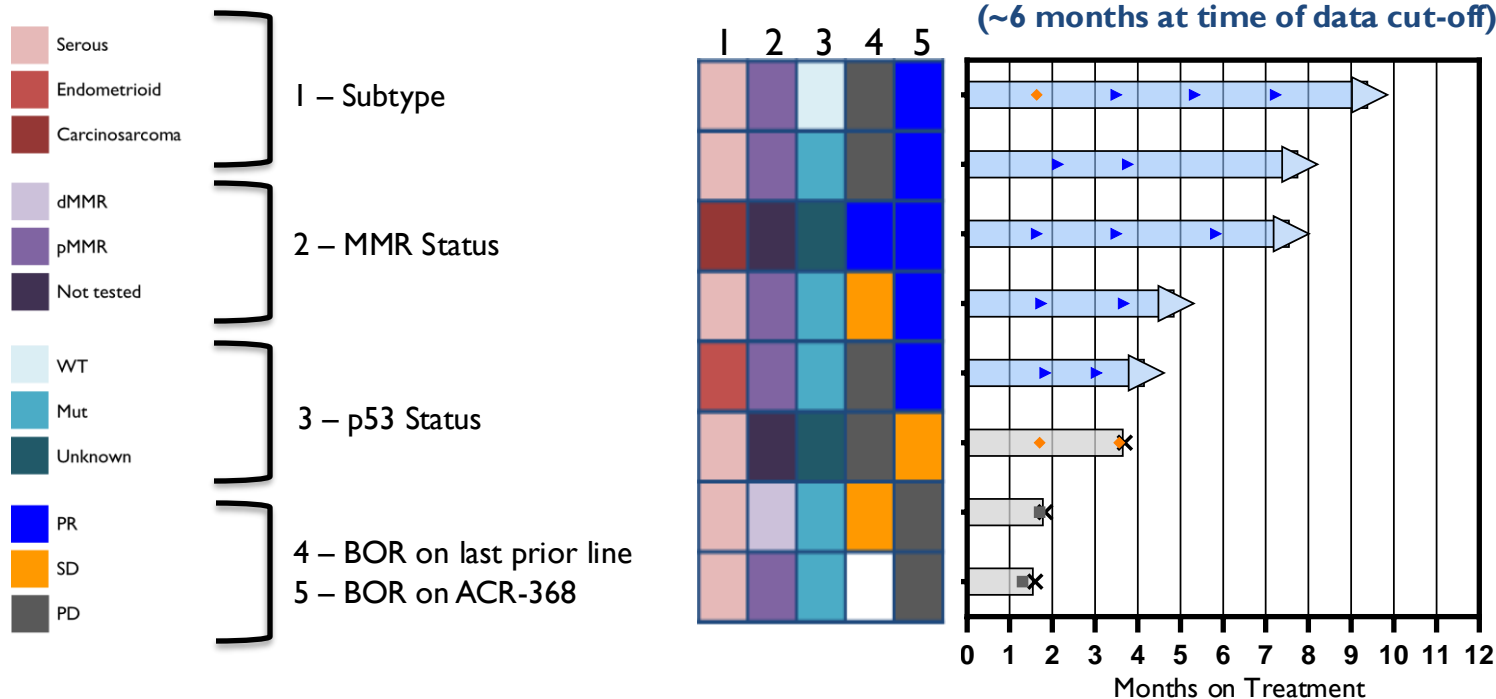 (~6 months at time of data cut-off)
Serous
Endometrioid
Carcinosarcoma
1 – Subtype
dMMR
pMMR
Not tested
2 – MMR Status
WT
Mut
Unknown
3 – p53 Status
PR
SD
PD
4 – BOR on last prior line
5 – BOR on ACR-368
1 2 3 4 5
0 1 2 3 4 5 6 7 8 9 10 11 12
Months on Treatment